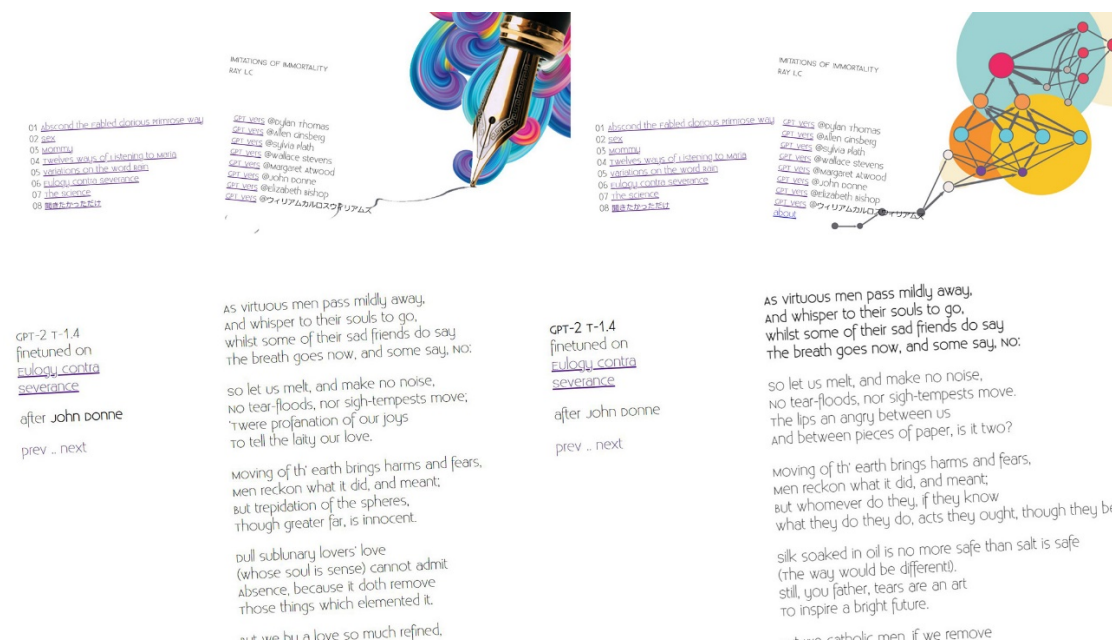 IMITATIONS OF IMMORTALITY
RAY LC
01 Abscond the Fabled Glorious Primrose Way
02 Sex
03 Mommy
04 Twelves Ways of Listening to Maria
05 Variations on the Word Rain
06 Eulogy Contra Severance
07 The Science
08 聞きたかっただけ
GPT vers @Dylan Thomas
GPT vers @Allen Ginsberg
GPT vers @Sylvia Plath
GPT vers @Wallace Stevens
GPT vers @Margaret Atwood
GPT vers @John Donne
GPT vers @Elizabeth Bishop
GPT vers @ウィリアムカルロスウィリアムズ
GPT-2 T-1.4
finetuned on
Eulogy contra
severance
after John Donne
prev .. next
As virtuous men pass mildly away,
And whisper to their souls to go,
Whilst some of their sad friends do say
The breath goes now, and some say, No:
So let us melt, and make no noise,
No tear-floods, nor sigh-tempests move;
'Twere profanation of our joys
To tell the laity our love.
Moving of th' earth brings harms and fears,
Men reckon what it did, and meant;
But trepidation of the spheres,
Though greater far, is innocent.
Dull sublunary lovers' love
(Whose soul is sense) cannot admit
Absence, because it doth remove
Those things which elemented it.
But we by a love so much refined,
IMITATIONS OF IMMORTALITY
RAY LC
01 Abscond the Fabled Glorious Primrose Way
02 Sex
03 Mommy
04 Twelves Ways of Listening to Maria
05 Variations on the Word Rain
06 Eulogy Contra Severance
07 The Science
08 聞きたかっただけ
GPT vers @Dylan Thomas
GPT vers @Allen Ginsberg
GPT vers @Sylvia Plath
GPT vers @Wallace Stevens
GPT vers @Margaret Atwood
GPT vers @John Donne
GPT vers @Elizabeth Bishop
GPT vers @ウィリアムカルロスウィリアムズ
about
GPT-2 T-1.4
finetuned on
Eulogy contra
severance
after John Donne
prev .. next
As virtuous men pass mildly away,
And whisper to their souls to go,
Whilst some of their sad friends do say
The breath goes now, and some say, No:
So let us melt, and make no noise,
No tear-floods, nor sigh-tempests move.
The lips an angry between us
And between pieces of paper, is it two?
Moving of th' earth brings harms and fears,
Men reckon what it did, and meant;
But whomever do they, if they know
What they do they do, acts they ought, though they be
Silk soaked in oil is no more safe than salt is safe
(The way would be different).
Still, you father, tears are an art
To inspire a bright future.
catholic men, if we remove